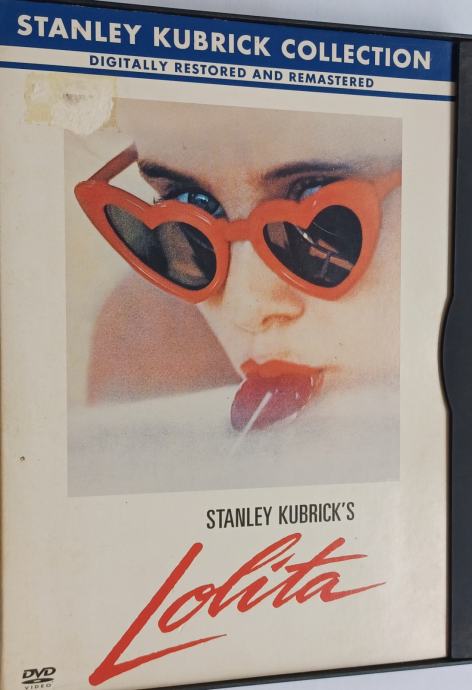 STANLEY KUBRICK COLLECTION
DIGITALLY RESTORED AND REMASTERED
STANLEY KUBRICK'S
Lolita
DVD
VIDEO